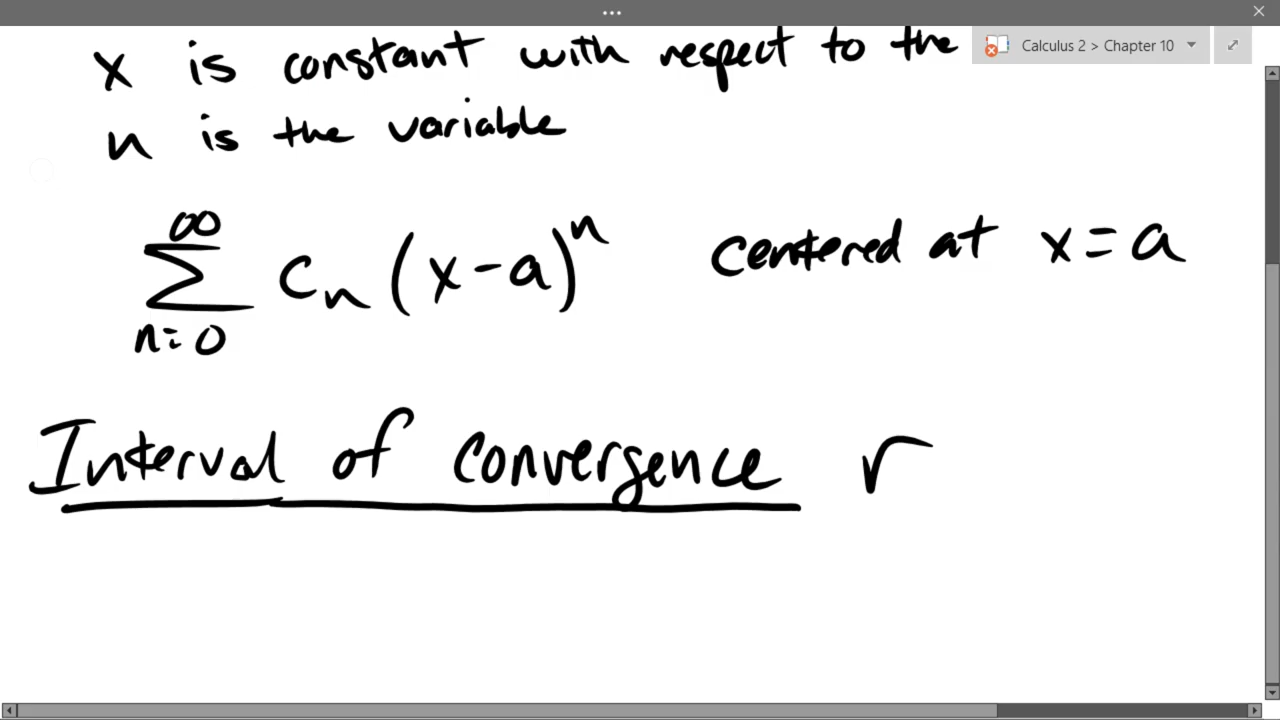 ...
Calculus 2 > Chapter 10
x is constant with respect to the
n is the variable
∞
∑ cₙ (x-a)ⁿ centered at x=a
n=0
Interval of convergence r